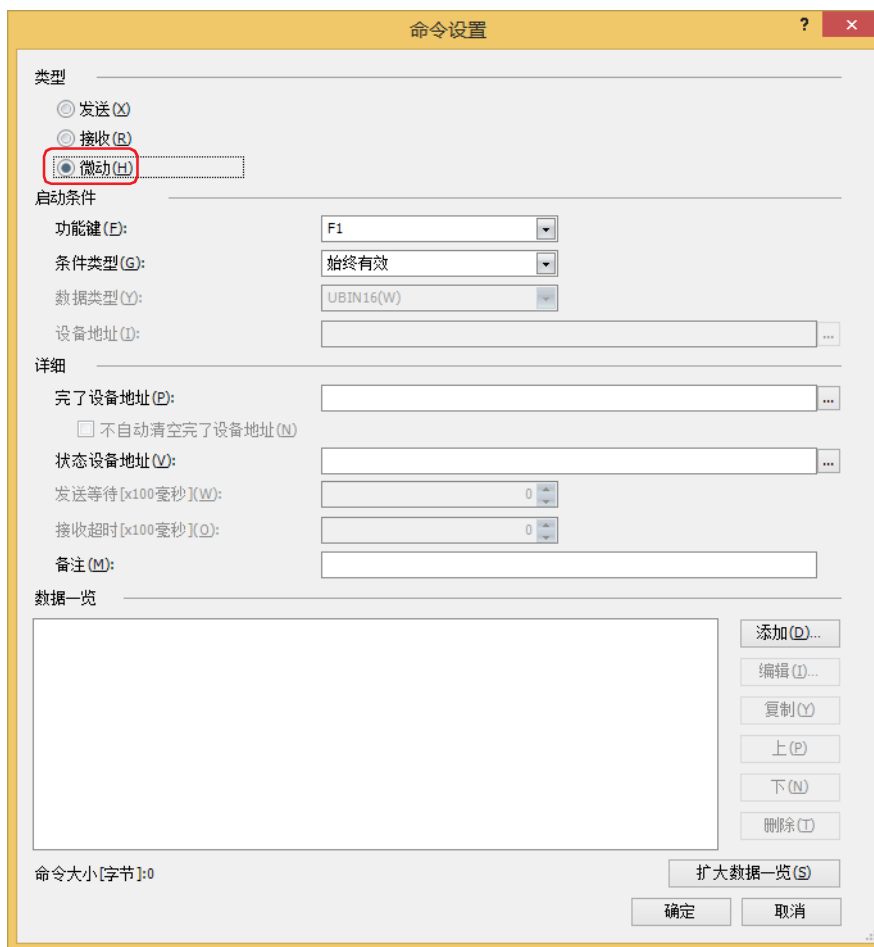 命令设置
?
类型
发送(X)
接收(R)
微动(H)
启动条件
功能键(F): F1
条件类型(G): 始终有效
数据类型(Y): UBIN16(W)
设备地址(I): ...
详细
完了设备地址(P): ...
不自动清空完了设备地址(N)
状态设备地址(V): ...
发送等待[x100毫秒](W): 0
接收超时[x100毫秒](O): 0
备注(M):
数据一览
添加(D)...
编辑(I)...
复制(Y)
上(P)
下(N)
删除(T)
命令大小[字节]:0
扩大数据一览(S)
确定 取消